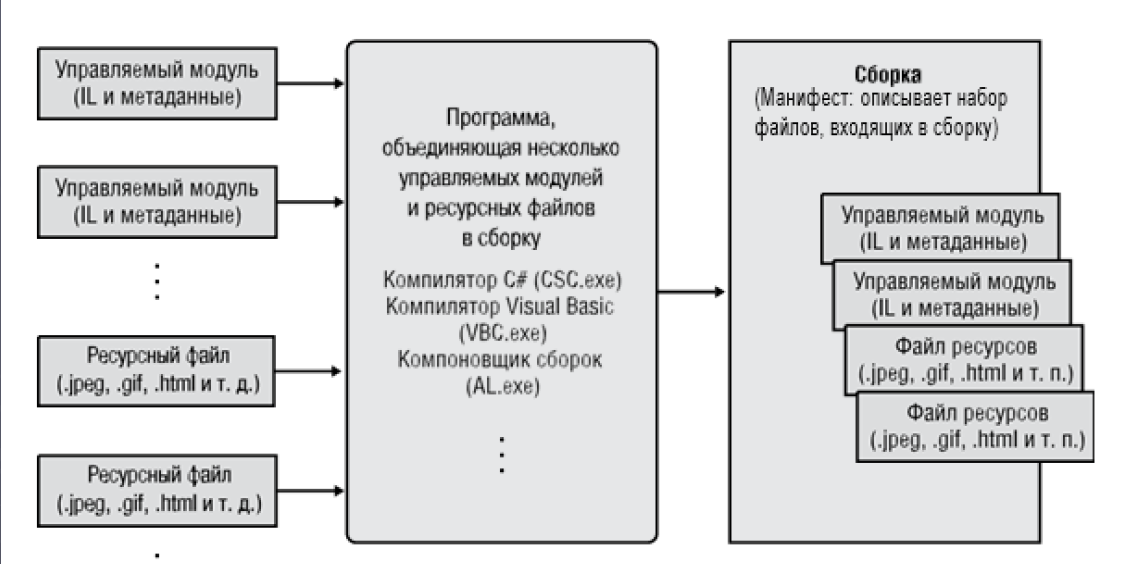 Управляемый модуль
(IL и метаданные)
Управляемый модуль
(IL и метаданные)
Ресурсный файл
(.jpeg, .gif, .html и т. д.)
Ресурсный файл
(.jpeg, .gif, .html и т. д.)
Программа,
объединяющая несколько
управляемых модулей
и ресурсных файлов
в сборку
Компилятор C# (CSC.exe)
Компилятор Visual Basic
(VBC.exe)
Компоновщик сборок
(AL.exe)
Сборка
(Манифест: описывает набор
файлов, входящих в сборку)
Управляемый модуль
(IL и метаданные)
Управляемый модуль
(IL и метаданные)
Файл ресурсов
(.jpeg, .gif, .html и т. п.)
Файл ресурсов
(.jpeg, .gif, .html и т. п.)